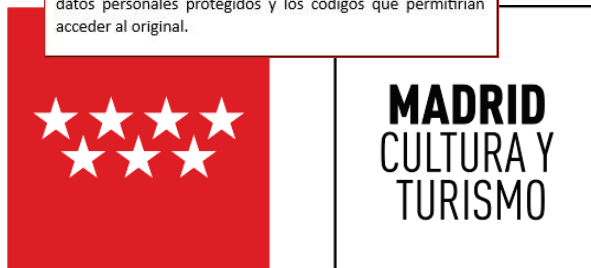 datos personales protegidos y los códigos que permitirían
acceder al original.
MADRID
CULTURA Y
TURISMO